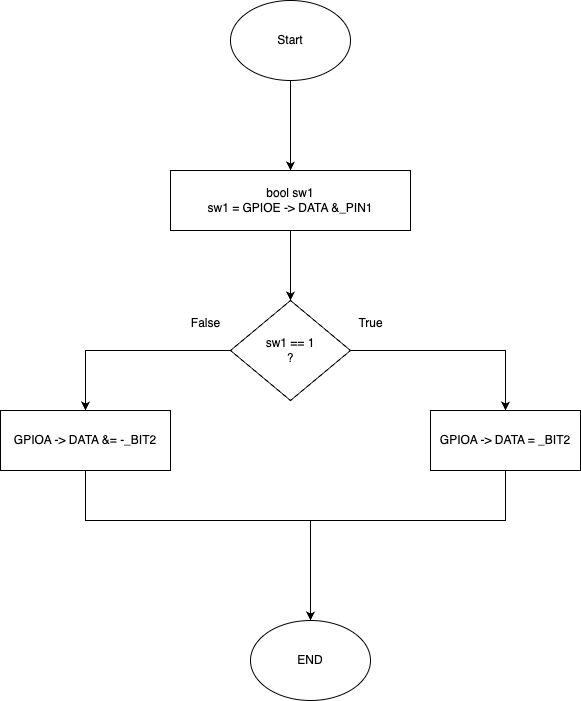 Start
bool sw1
sw1 = GPIOE -> DATA &_PIN1
False
True
sw1 == 1
?
GPIOA -> DATA &= -_BIT2
GPIOA -> DATA = _BIT2
END